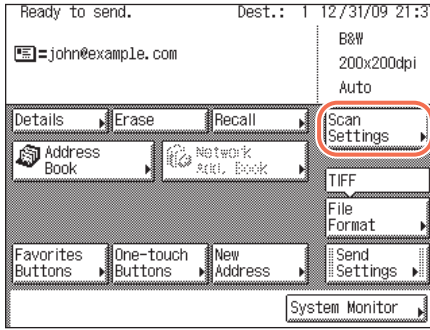 Ready to send. Dest.: 1 12/31/09 21:3
=john@example.com
B&W
200x200dpi
Auto
Details Erase Recall Scan Settings
Address Book Network Add. Book
TIFF
File Format
Favorites Buttons One-touch Buttons New Address Send Settings
System Monitor